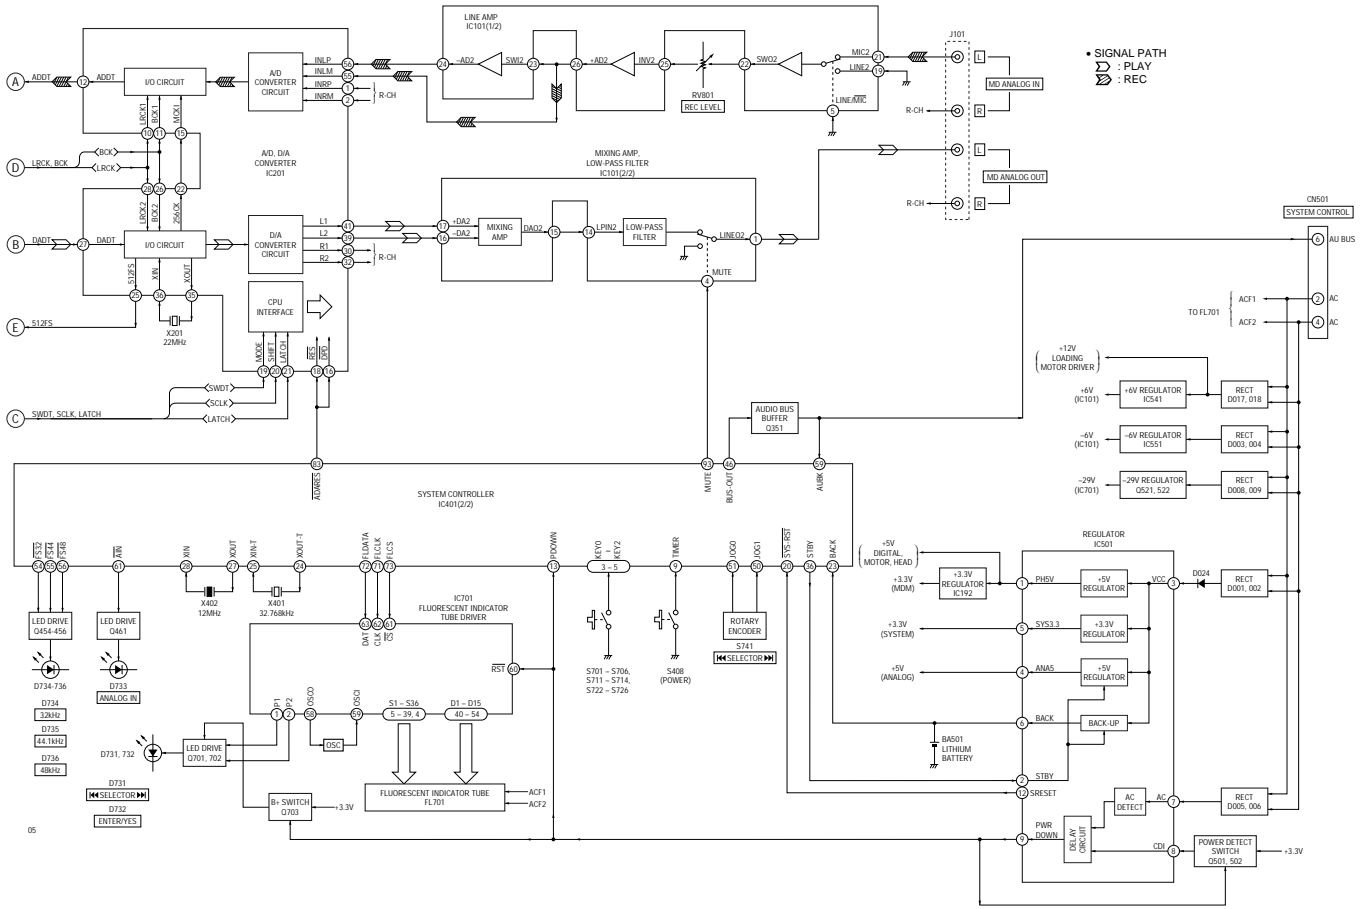 LINE AMP
IC101(1/2)
J101
• SIGNAL PATH
: PLAY
: REC
A
ADDT
12
ADDT
I/O CIRCUIT
A/D
CONVERTER
CIRCUIT
INLP
INLM
INRP
INRM
56
55
1
2
R-CH
24
−AD2
SWI2
23
26
+AD2
INV2
25
RV801
REC LEVEL
22
SWO2
MIC2
LINE2
21
19
LINE/MIC
5
L
MD ANALOG IN
R-CH
R
LRCK1
BCK1
MCK1
10
11
15
D
LRCK, BCK
BCK
LRCK
A/D, D/A
CONVERTER
IC201
MIXING AMP,
LOW-PASS FILTER
IC101(2/2)
L
MD ANALOG OUT
R-CH
R
28
26
22
LRCK2
BCK2
256CK
B
DADT
27
DADT
I/O CIRCUIT
D/A
CONVERTER
CIRCUIT
L1
L2
R1
R2
41
39
30
32
R-CH
17
16
+DA2
−DA2
MIXING
AMP
DAO2
15
14
LPIN2
LOW-PASS
FILTER
LINEO2
1
MUTE
4
CN501
SYSTEM CONTROL
6
AU BUS
2
AC
4
AC
TO FL701
ACF1
ACF2
512FS
XIN
XOUT
25
36
35
E
512FS
X201
22MHz
CPU
INTERFACE
MODE
SHIFT
LATCH
RES
DPD
19
20
21
18
16
C
SWDT, SCLK, LATCH
SWDT
SCLK
LATCH
+12V
LOADING
MOTOR DRIVER
+6V
(IC101)
+6V REGULATOR
IC541
RECT
D017, 018
−6V
(IC101)
−6V REGULATOR
IC551
RECT
D003, 004
−29V
(IC701)
−29V REGULATOR
Q521, 522
RECT
D008, 009
AUDIO BUS
BUFFER
Q351
83
ADARES
SYSTEM CONTROLLER
IC401(2/2)
93
46
59
MUTE
BUS-OUT
AUBK
FS32
FS44
FS48
AIN
XIN
XOUT
XIN-T
XOUT-T
FLDATA
FLCLK
FLCS
PDOWN
KEY0
–
KEY2
TIMER
JOG0
JOG1
SYS-RST
STBY
BACK
54
55
56
61
28
27
25
24
72
71
73
13
3 – 5
9
51
50
20
36
23
X402
12MHz
X401
32.768kHz
LED DRIVE
Q454-456
LED DRIVE
Q461
D734-736
D733
ANALOG IN
D734
32kHz
D735
44.1kHz
D736
48kHz
IC701
FLUORESCENT INDICATOR
TUBE DRIVER
63
62
61
DAT
CLK
CS
RST
60
P1
P2
OSCO
OSCI
1
2
58
59
S1 – S36
5 – 39, 4
D1 – D15
40 – 54
OSC
D731, 732
LED DRIVE
Q701, 702
D731
SELECTOR
D732
ENTER/YES
B+ SWITCH
Q703
+3.3V
FLUORESCENT INDICATOR TUBE
FL701
ACF1
ACF2
S701 – S706,
S711 – S714,
S722 – S726
S408
(POWER)
ROTARY
ENCODER
S741
SELECTOR
REGULATOR
IC501
+5V
DIGITAL,
MOTOR, HEAD
+3.3V
(MDM)
+3.3V
REGULATOR
IC192
1
PH5V
+5V
REGULATOR
VCC
3
D024
RECT
D001, 002
+3.3V
(SYSTEM)
5
SYS3.3
+3.3V
REGULATOR
+5V
(ANALOG)
4
ANA5
+5V
REGULATOR
6
BACK
BACK-UP
BA501
LITHIUM
BATTERY
2
STBY
12
SRESET
AC
DETECT
AC
7
RECT
D005, 006
9
PWR
DOWN
DELAY
CIRCUIT
CDI
8
POWER DETECT
SWITCH
Q501, 502
+3.3V
05